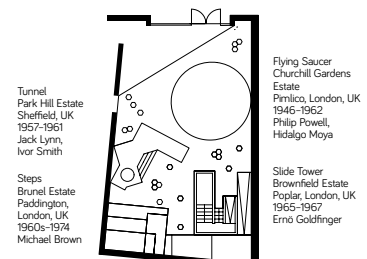 Tunnel
Park Hill Estate
Sheffield, UK
1957–1961
Jack Lynn,
Ivor Smith
Steps
Brunel Estate
Paddington,
London, UK
1960s–1974
Michael Brown
Flying Saucer
Churchill Gardens
Estate
Pimlico, London, UK
1946–1962
Philip Powell,
Hidalgo Moya
Slide Tower
Brownfield Estate
Poplar, London, UK
1965–1967
Ernö Goldfinger